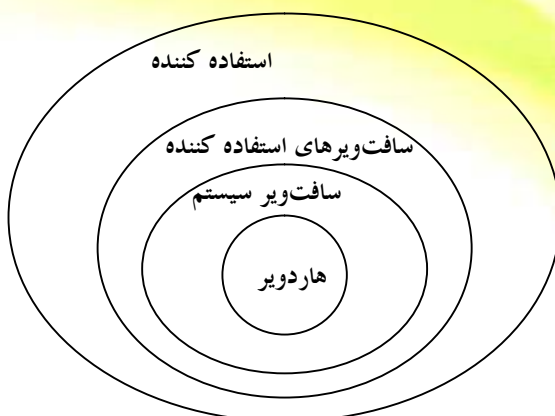 استفاده کننده
سافت‌ویرهای استفاده کننده
سافت‌ویر سیستم
هاردویر